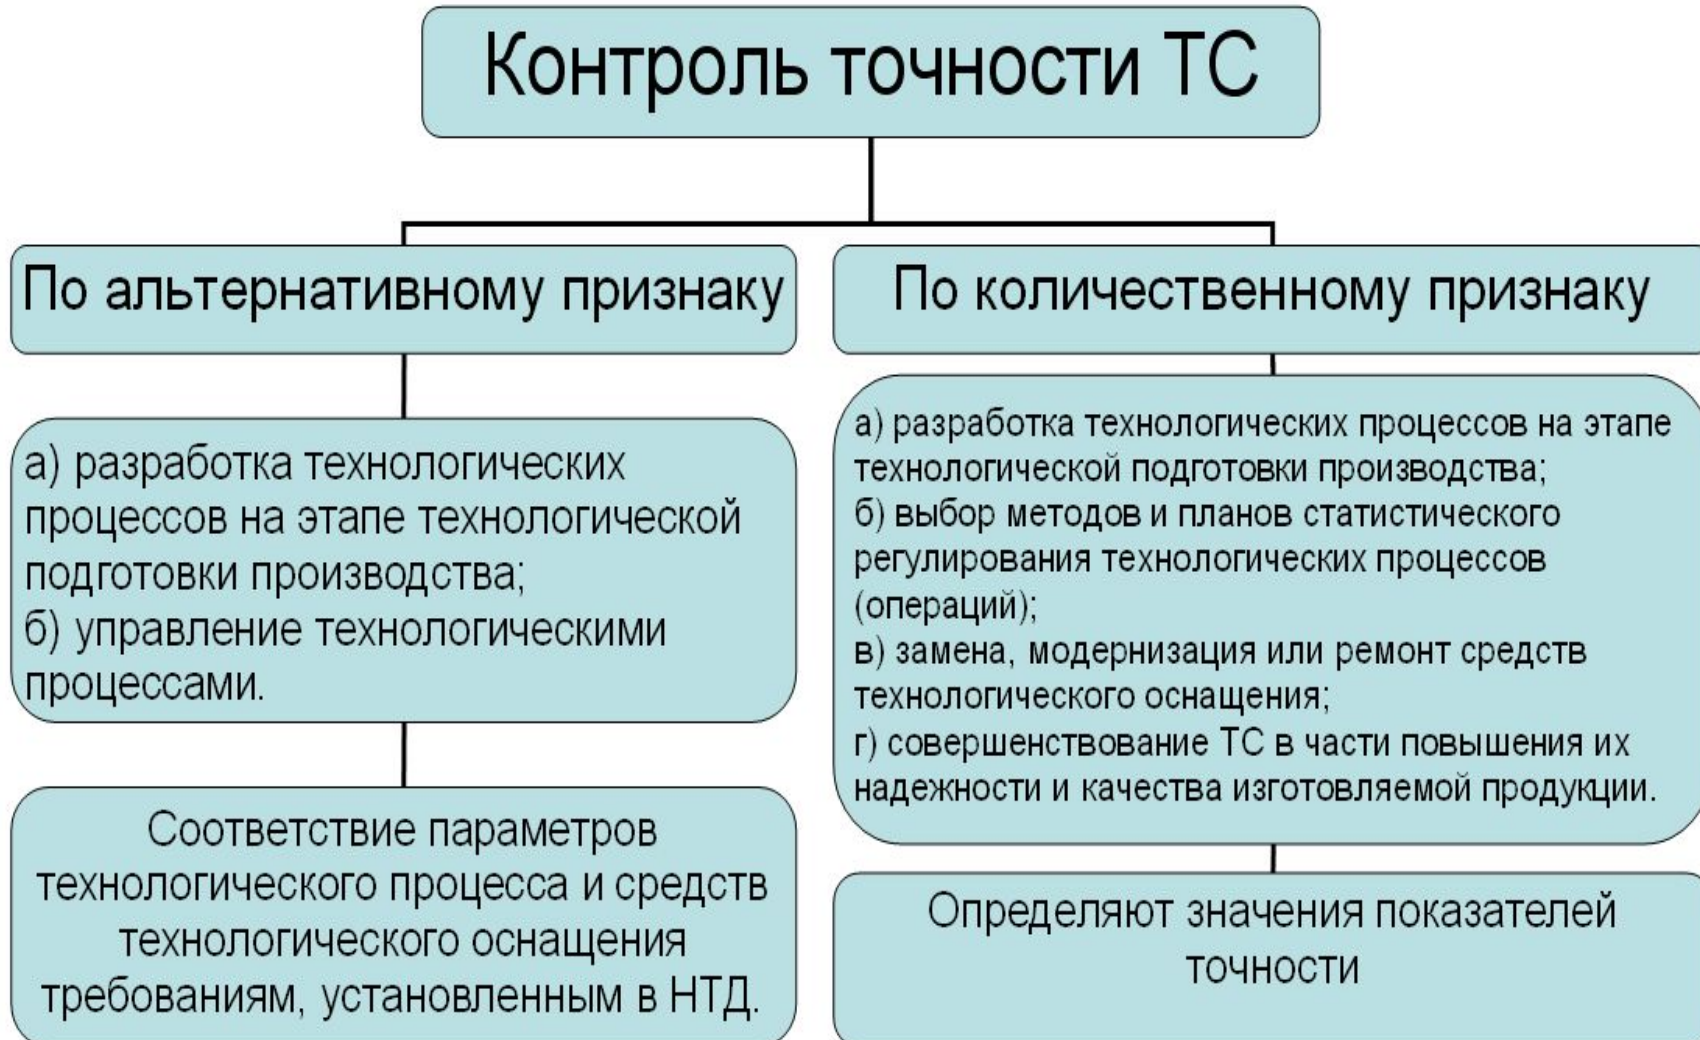 Контроль точности ТС
По альтернативному признаку
а) разработка технологических
процессов на этапе технологической
подготовки производства;
б) управление технологическими
процессами.
Соответствие параметров
технологического процесса и средств
технологического оснащения
требованиям, установленным в НТД.
По количественному признаку
а) разработка технологических процессов на этапе
технологической подготовки производства;
б) выбор методов и планов статистического
регулирования технологических процессов
(операций);
в) замена, модернизация или ремонт средств
технологического оснащения;
г) совершенствование ТС в части повышения их
надежности и качества изготовляемой продукции.
Определяют значения показателей
точности